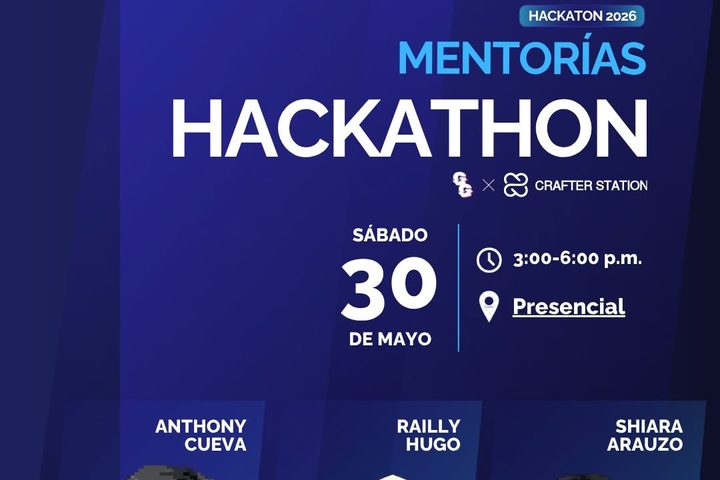 HACKATON 2026
MENTORÍAS
HACKATHON
GG × CRAFTER STATION
SÁBADO
30
DE MAYO
3:00-6:00 p.m.
Presencial
ANTHONY
CUEVA
RAILLY
HUGO
SHIARA
ARAUZO